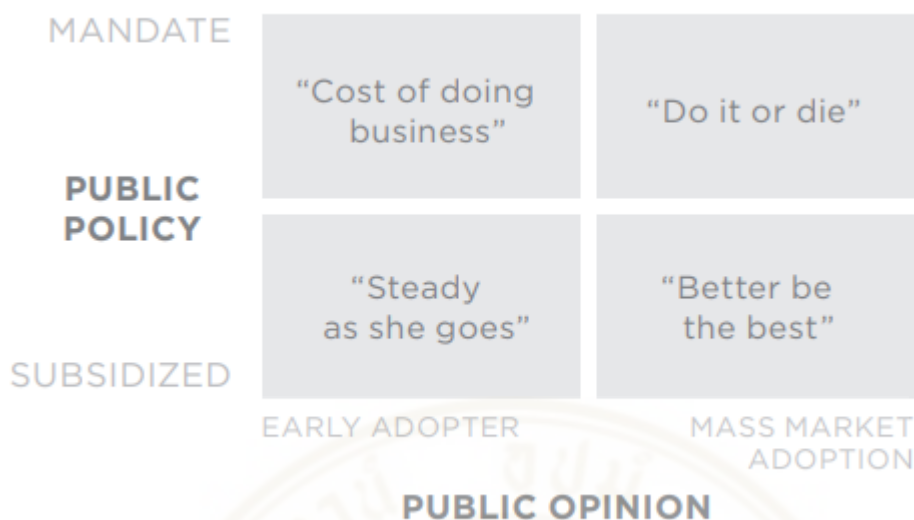 MANDATE
“Cost of doing
business”
“Do it or die”
PUBLIC
POLICY
“Steady
as she goes”
“Better be
the best”
SUBSIDIZED
EARLY ADOPTER
MASS MARKET
ADOPTION
PUBLIC OPINION